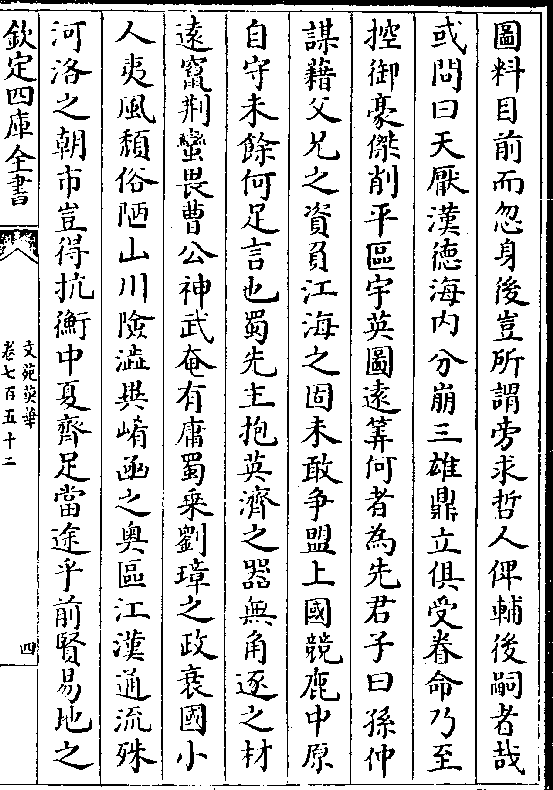 圖料目前而忽身後豈所謂旁求哲人俾輔後嗣者哉
或問曰天厭漢德海内分崩三雄鼎立俱受眷命乃至
控御豪傑削平區宇英圖遠筭何者為先君子曰孫仲
謀藉父兄之資負江海之固未敢爭盟上國競鹿中原
自守未餘何足言也蜀先主抱英濟之器無角逐之材
遠竄荆蠻畏曹公神武奄有庸蜀乗劉璋之政衰國小
人夷風頽俗陋山川險澁異崤函之奥區江漢通流殊
河洛之朝市豈得抗衡中夏齊足當途乎前賢易地之
欽定四庫全書
文苑英華
卷七百五十二
四